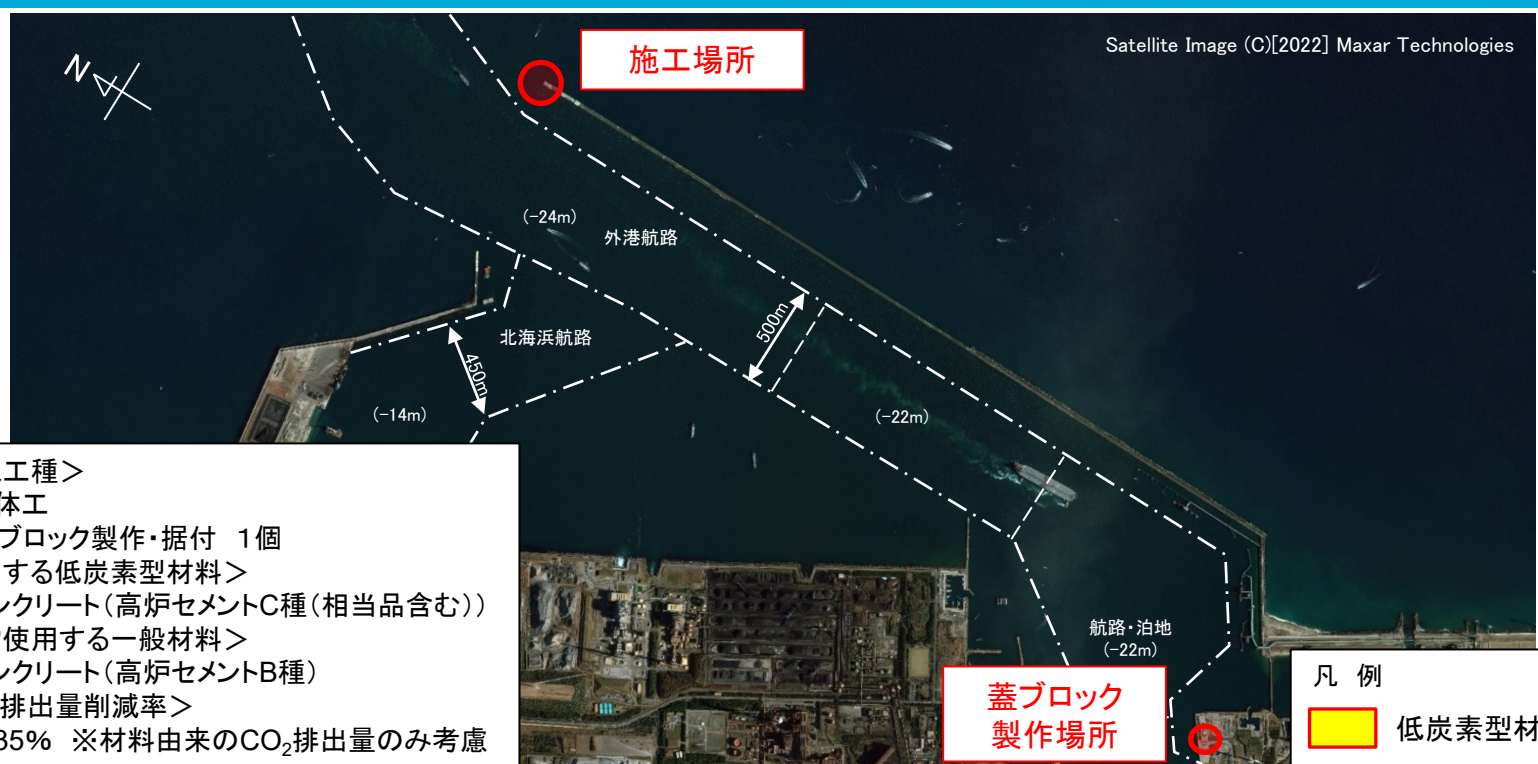 N
施工場所
Satellite Image (C)[2022] Maxar Technologies
(-24m)
外港航路
500m
北海浜航路
450m
(-14m)
(-22m)
工種＞
体工
ブロック製作・据付 1個
する低炭素型材料＞
ンクリート(高炉セメントC種(相当品含む))
使用する一般材料＞
ンクリート(高炉セメントB種)
排出量削減率＞
35% ※材料由来のCO₂排出量のみ考慮
航路・泊地
(-22m)
蓋ブロック
製作場所
凡 例
低炭素型材